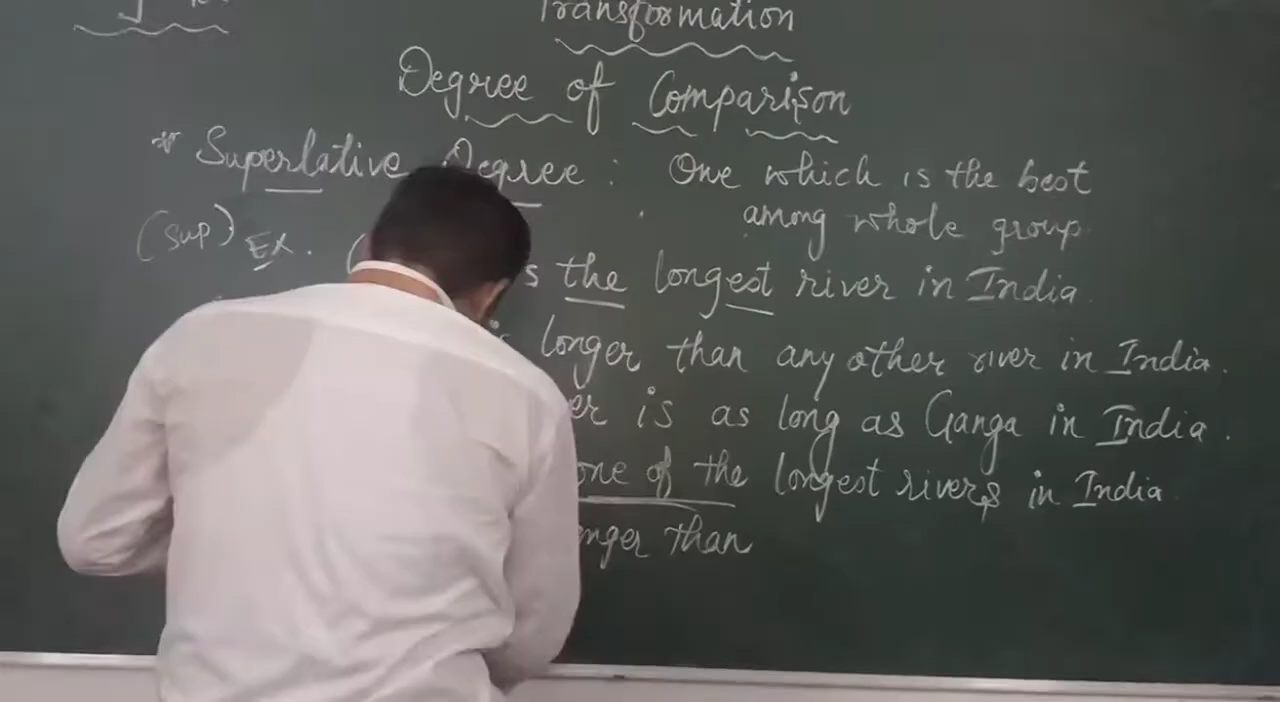 Transformation
Degree of Comparison
* Superlative Degree : One which is the best
among whole group
(Sup) Ex. ( s the longest river in India.
longer than any other river in India.
er is as long as Ganga in India.
one of the longest rivers in India
nger than